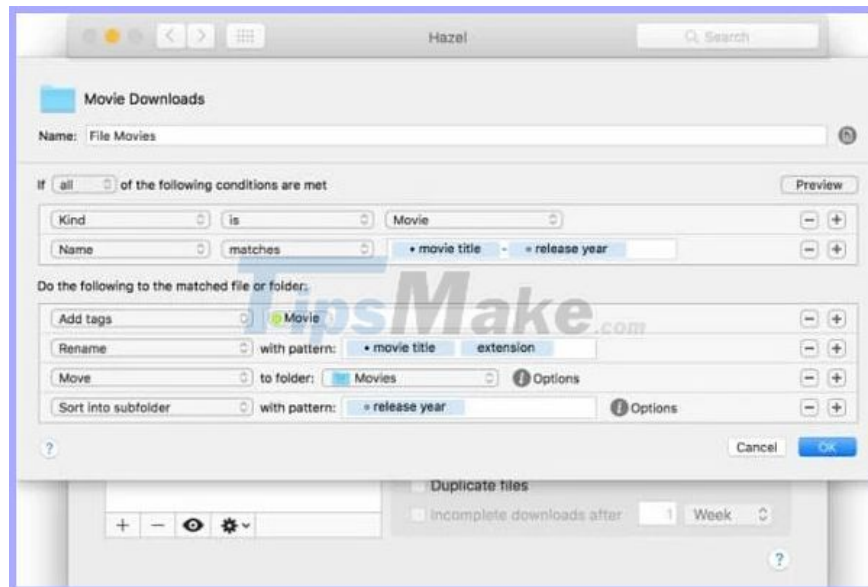 Hazel
Search
Movie Downloads
Name: File Movies
If all of the following conditions are met
Preview
Kind is Movie
Name matches • movie title - • release year
Do the following to the matched file or folder:
TipsMake.com
Add tags Movie
Rename with pattern: • movie title extension
Move to folder: Movies Options
Sort into subfolder with pattern: • release year Options
? Cancel OK
Duplicate files
Incomplete downloads after 1 Week
?